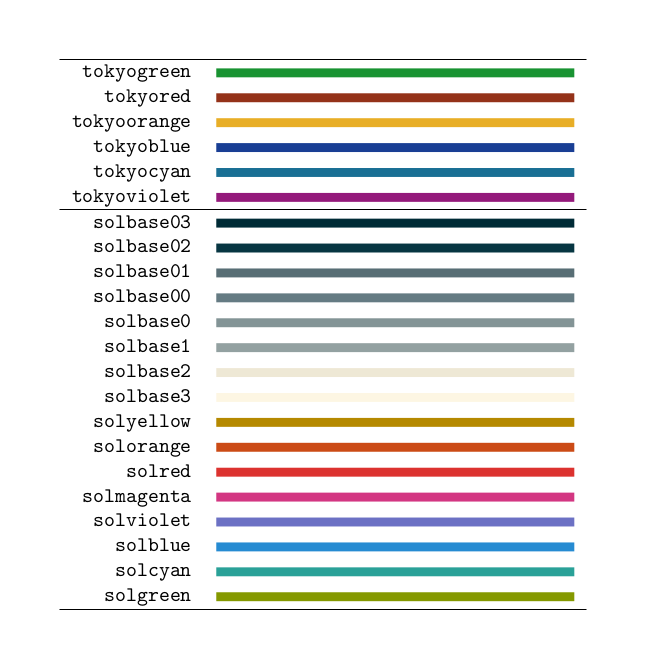 tokyogreen
tokyored
tokyoorange
tokyoblue
tokyocyan
tokyoviolet
solbase03
solbase02
solbase01
solbase00
solbase0
solbase1
solbase2
solbase3
solyellow
solorange
solred
solmagenta
solviolet
solblue
solcyan
solgreen